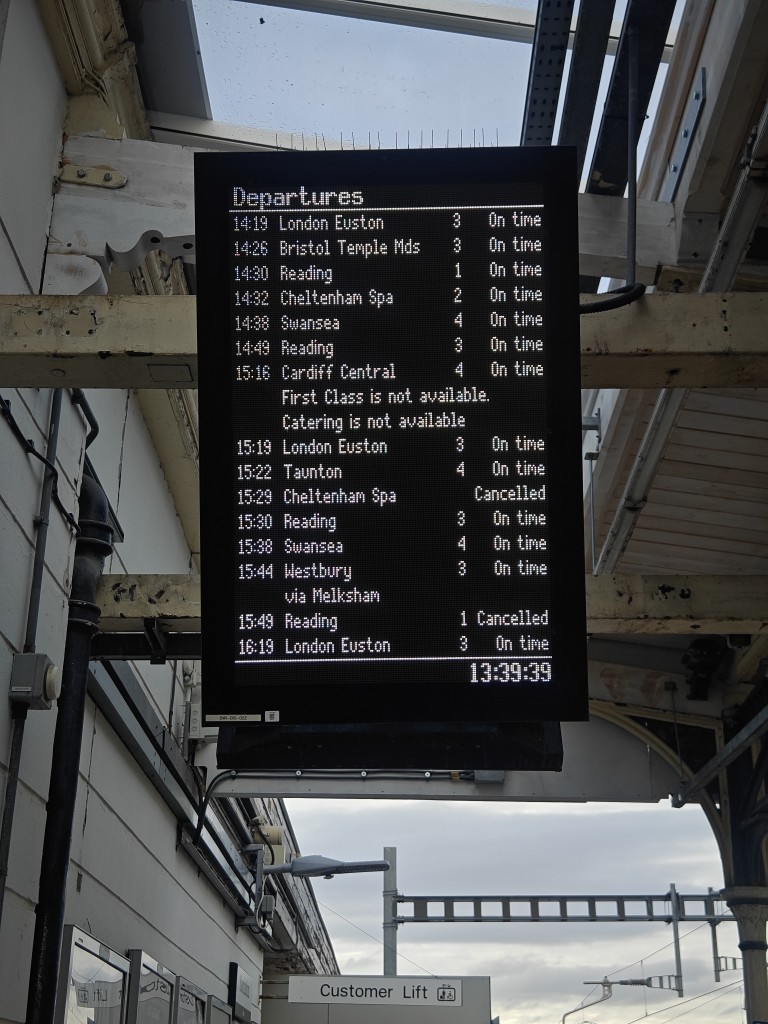 Departures
14:19 London Euston 3 On time
14:26 Bristol Temple Mds 3 On time
14:30 Reading 1 On time
14:32 Cheltenham Spa 2 On time
14:38 Swansea 4 On time
14:49 Reading 3 On time
15:16 Cardiff Central 4 On time
First Class is not available.
Catering is not available
15:19 London Euston 3 On time
15:22 Taunton 4 On time
15:29 Cheltenham Spa Cancelled
15:30 Reading 3 On time
15:38 Swansea 4 On time
15:44 Westbury 3 On time
via Melksham
15:49 Reading 1 Cancelled
16:19 London Euston 3 On time
13:39:39
Customer Lift